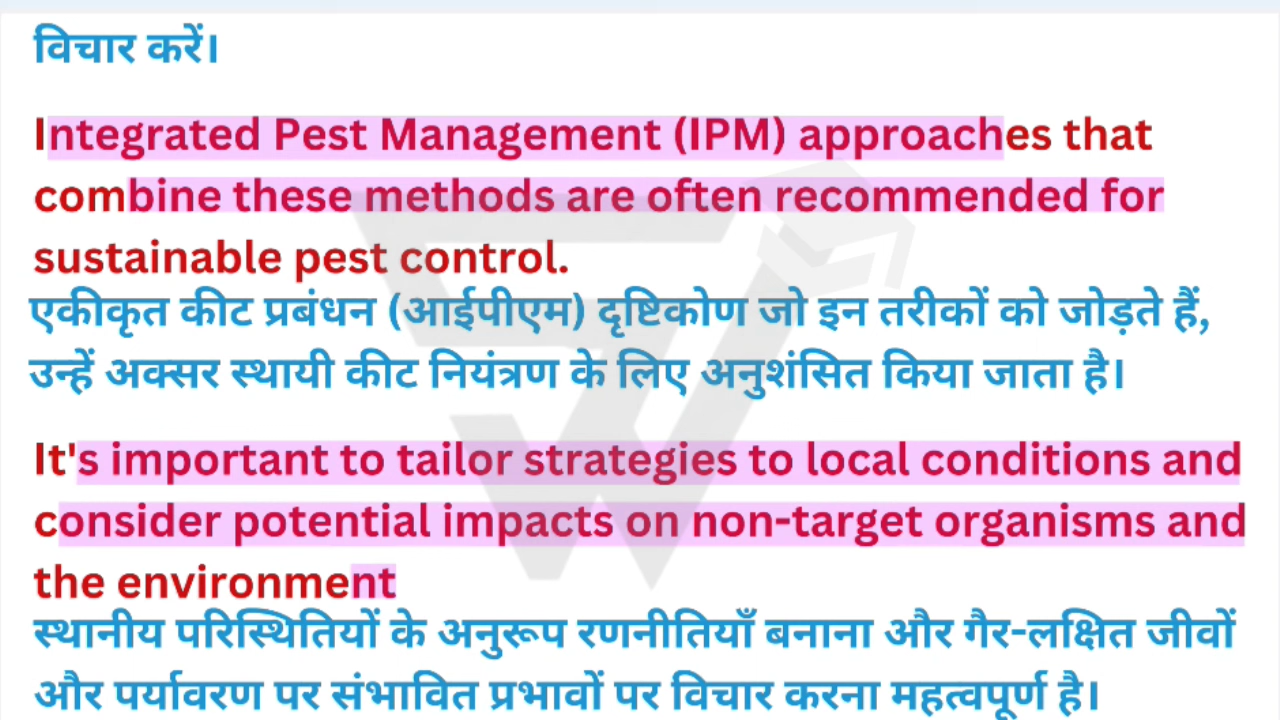 विचार करें।
Integrated Pest Management (IPM) approaches that
combine these methods are often recommended for
sustainable pest control.
एकीकृत कीट प्रबंधन (आईपीएम) दृष्टिकोण जो इन तरीकों को जोड़ते हैं,
उन्हें अक्सर स्थायी कीट नियंत्रण के लिए अनुशंसित किया जाता है।
It's important to tailor strategies to local conditions and
consider potential impacts on non-target organisms and
the environment
स्थानीय परिस्थितियों के अनुरूप रणनीतियाँ बनाना और गैर-लक्षित जीवों
और पर्यावरण पर संभावित प्रभावों पर विचार करना महत्वपूर्ण है।